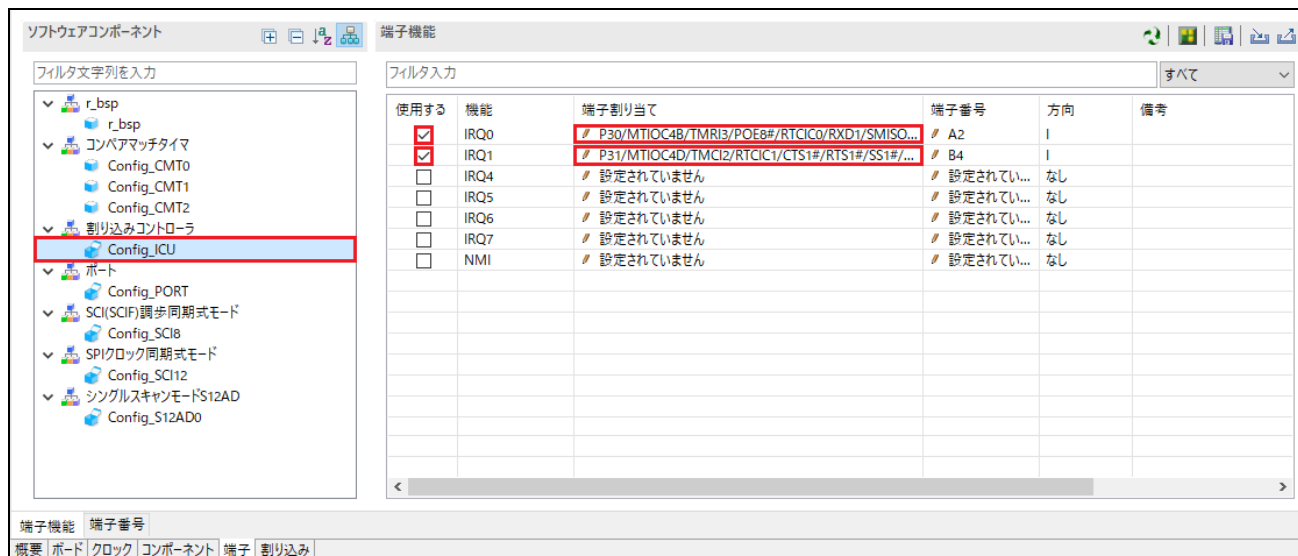 ソフトウェアコンポーネント
端子機能
フィルタ文字列を入力
フィルタ入力
すべて
r_bsp
r_bsp
コンペアマッチタイマ
Config_CMT0
Config_CMT1
Config_CMT2
割り込みコントローラ
Config_ICU
ポート
Config_PORT
SCI(SCIF)調歩同期式モード
Config_SCI8
SPIクロック同期式モード
Config_SCI12
シングルスキャンモードS12AD
Config_S12AD0
使用する 機能 端子割り当て 端子番号 方向 備考
IRQ0 P30/MTIOC4B/TMRI3/POE8#/RTCIC0/RXD1/SMISO... A2 I
IRQ1 P31/MTIOC4D/TMCI2/RTCIC1/CTS1#/RTS1#/SS1#/... B4 I
IRQ4 設定されていません 設定されてい... なし
IRQ5 設定されていません 設定されてい... なし
IRQ6 設定されていません 設定されてい... なし
IRQ7 設定されていません 設定されてい... なし
NMI 設定されていません 設定されてい... なし
端子機能 端子番号
概要 ボード クロック コンポーネント 端子 割り込み